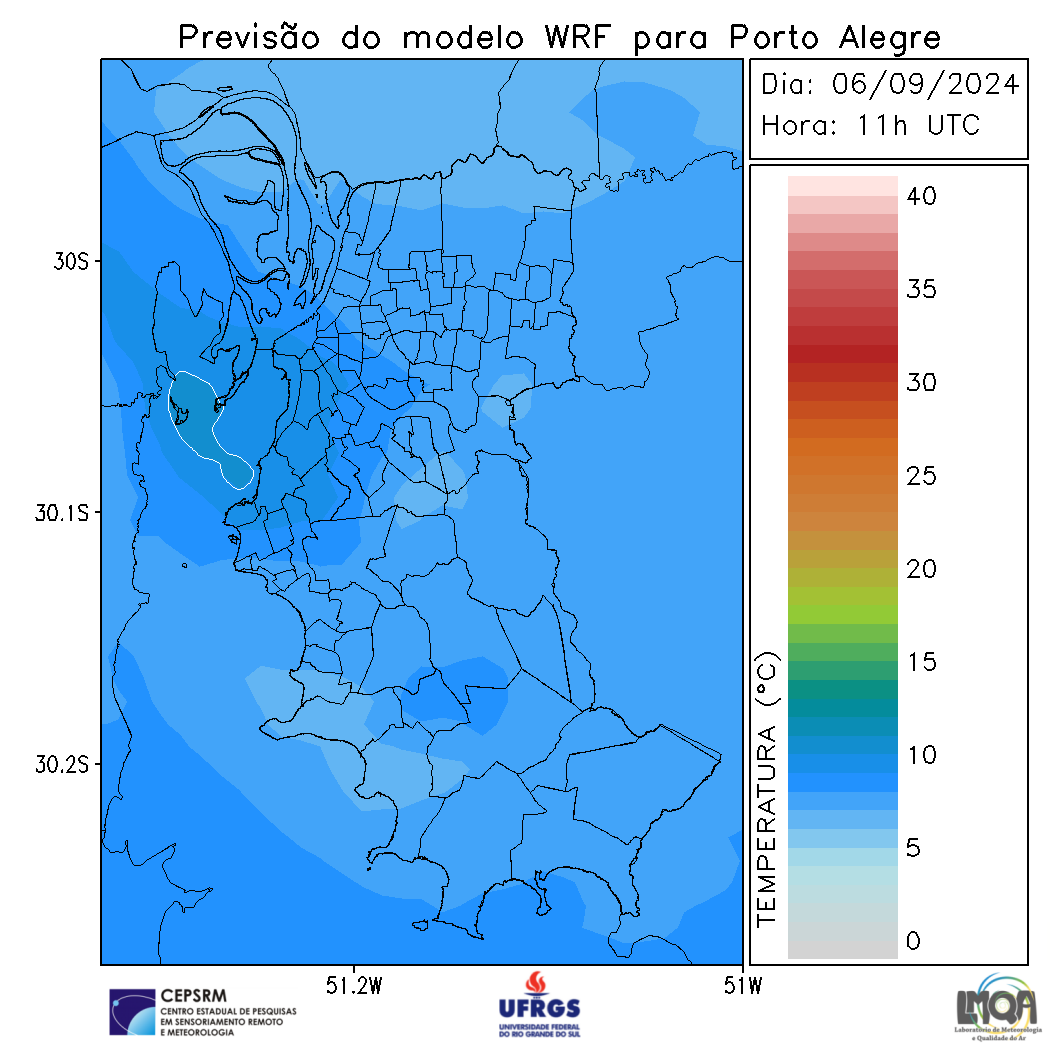 Previsão do modelo WRF para Porto Alegre
Dia: 06/09/2024
Hora: 11h UTC
40
35
30
25
20
15
10
5
0
TEMPERATURA (°C)
30S
30.1S
30.2S
51.2W
51W
CEPSRM
CENTRO ESTADUAL DE PESQUISAS
EM SENSORIAMENTO REMOTO
E METEOROLOGIA
UFRGS
UNIVERSIDADE FEDERAL
DO RIO GRANDE DO SUL
LMQA
Laboratório de Meteorologia
e Qualidade do Ar